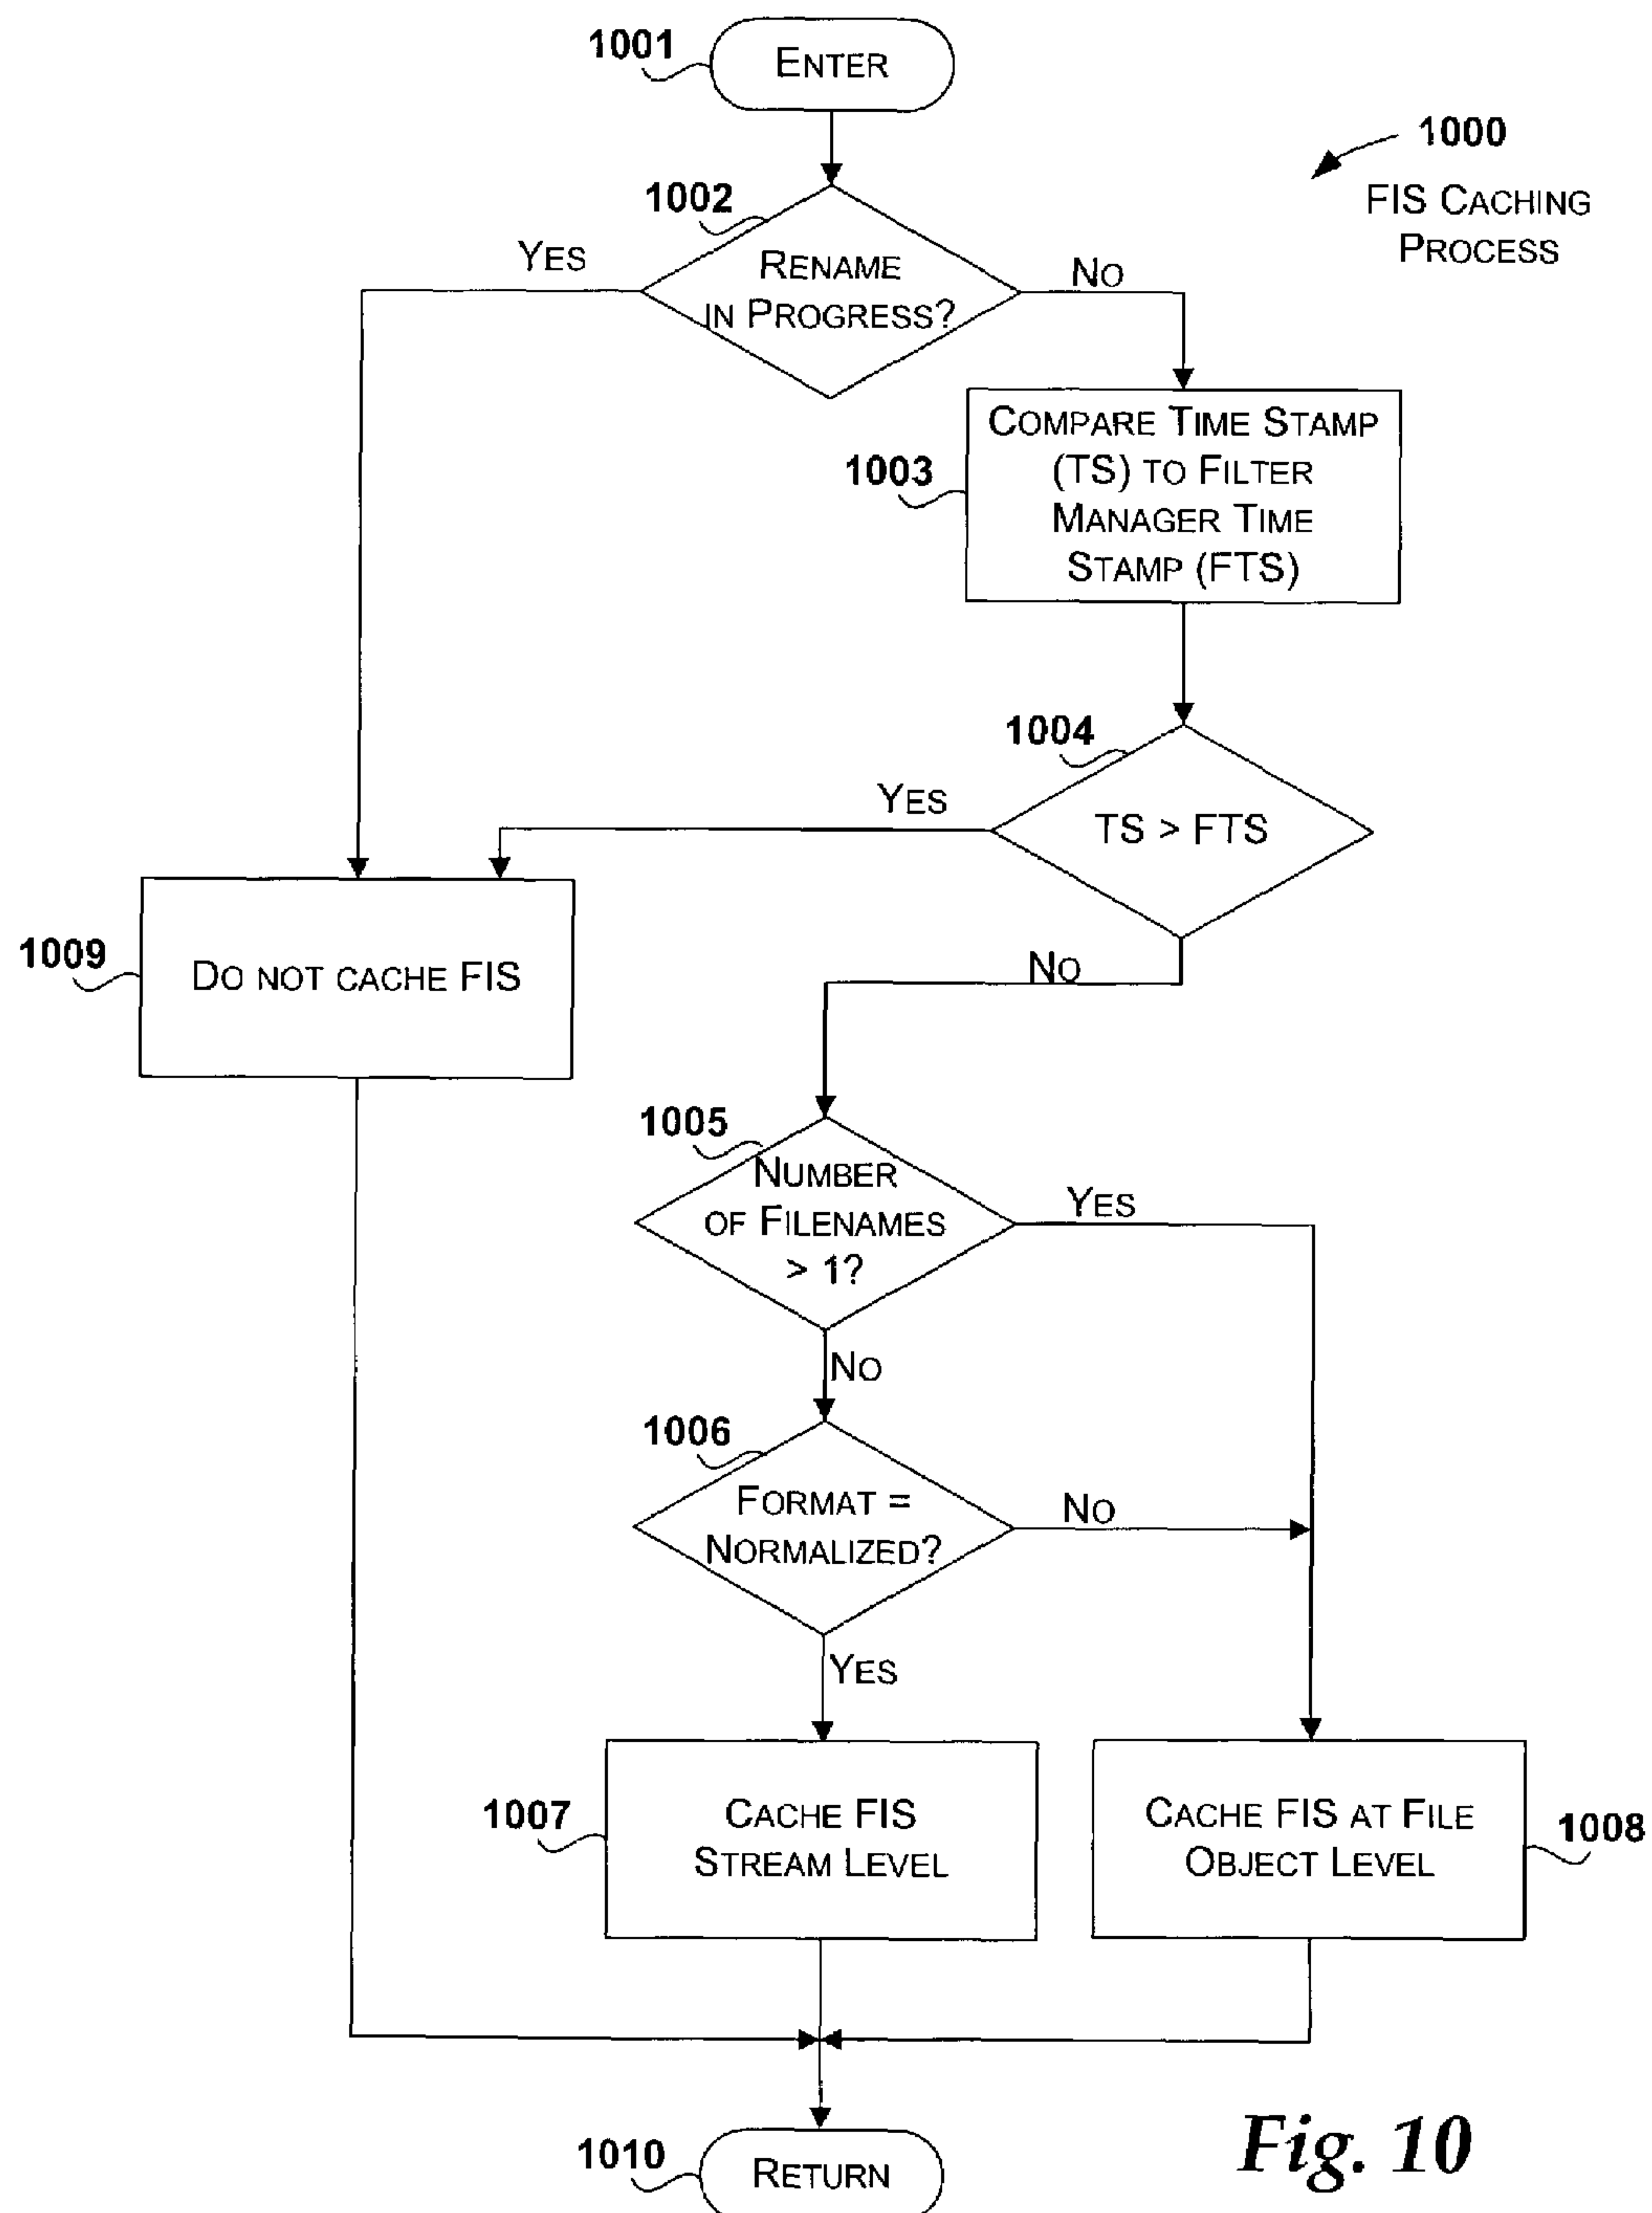 1001
ENTER
1000
FIS CACHING
PROCESS
1002
YES
RENAME
IN PROGRESS?
NO
COMPARE TIME STAMP
(TS) TO FILTER
MANAGER TIME
STAMP (FTS)
1003
1004
YES
TS > FTS
1009
DO NOT CACHE FIS
NO
1005
NUMBER
OF FILENAMES
> 1?
YES
NO
1006
FORMAT =
NORMALIZED?
NO
YES
1007
CACHE FIS
STREAM LEVEL
CACHE FIS AT FILE
OBJECT LEVEL
1008
1010
RETURN
Fig. 10